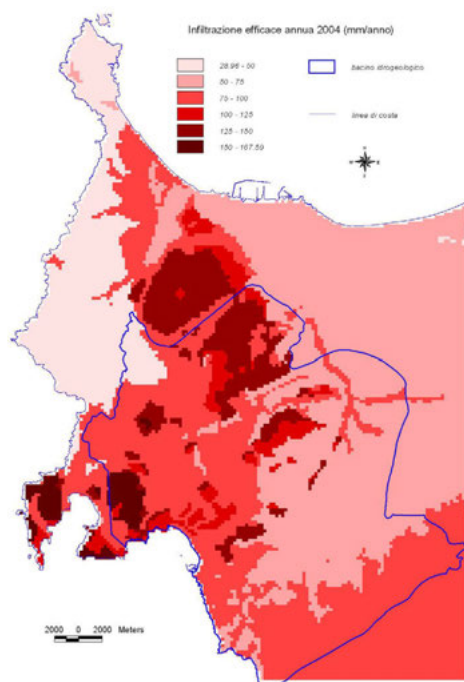 Infiltrazione efficace annua 2004 (mm/anno)
28.96 - 50
50 - 75
75 - 100
100 - 125
125 - 150
150 - 167.59
bacino idrogeologico
linea di costa
2000 0 2000 Meters